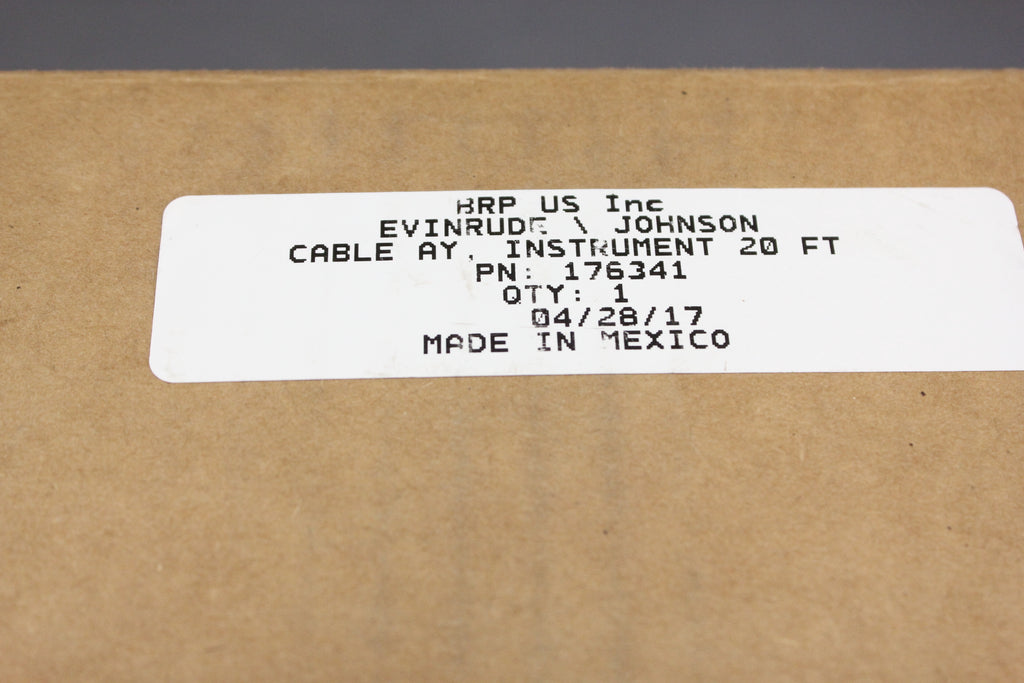 BRP US Inc
EVINRUDE \ JOHNSON
CABLE AY, INSTRUMENT 20 FT
PN: 176341
QTY: 1
04/28/17
MADE IN MEXICO